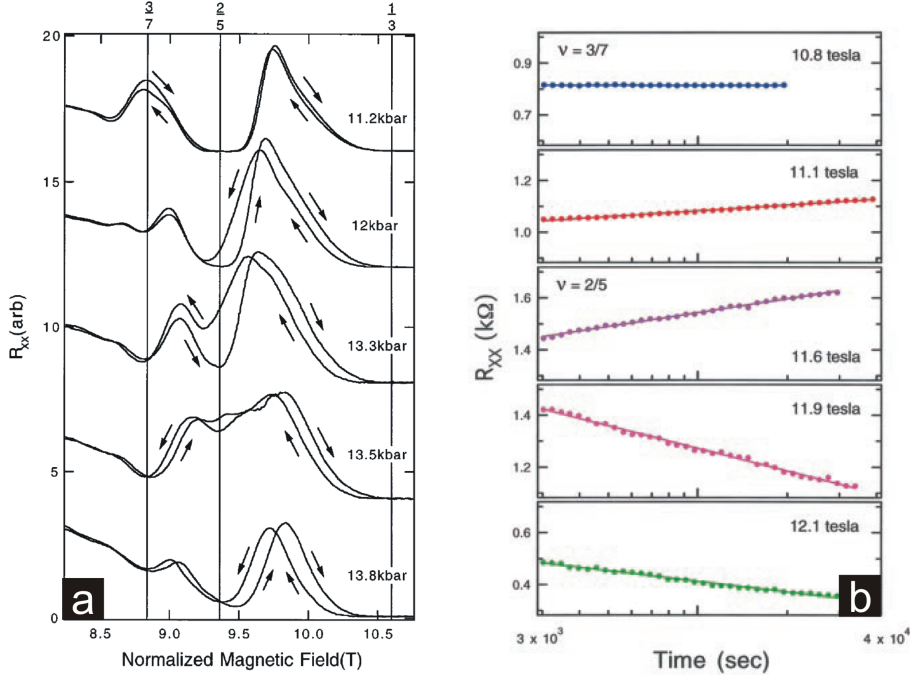 3 2 1
7 5 3
20
15
10
5
0
R_xx(arb)
11.2kbar
12kbar
13.3kbar
13.5kbar
13.8kbar
a
8.5 9.0 9.5 10.0 10.5
Normalized Magnetic Field(T)
b
ν = 3/7
10.8 tesla
0.9
0.7
11.1 tesla
1.2
1.0
ν = 2/5
1.6
1.4
11.6 tesla
11.9 tesla
1.4
1.2
12.1 tesla
0.6
0.4
R_XX (kΩ)
b
3 x 10³ 4 x 10⁴
Time (sec)